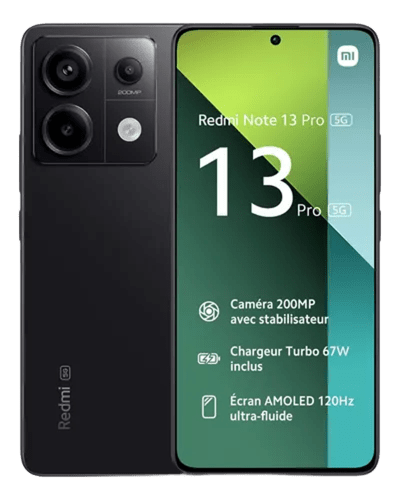 200MP
Redmi 5G
mi
Redmi Note 13 Pro 5G
13 Pro 5G
Caméra 200MP
avec stabilisateur
Chargeur Turbo 67W
inclus
Écran AMOLED 120Hz
ultra-fluide